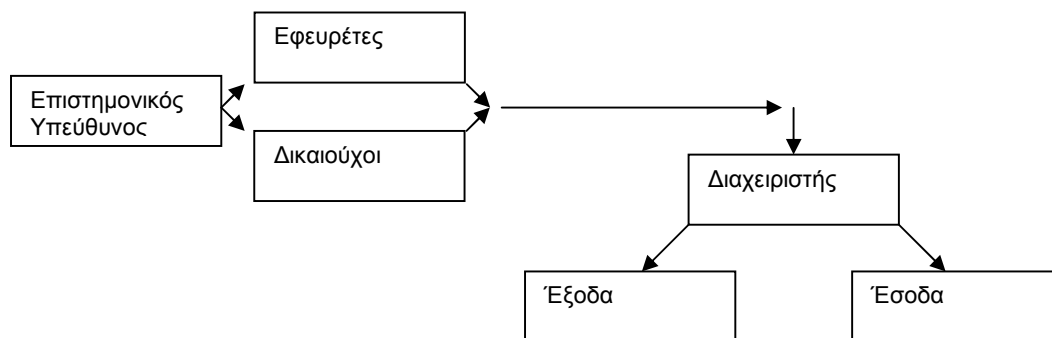 Εφευρέτες
Επιστημονικός
Υπεύθυνος
Δικαιούχοι
Διαχειριστής
Έξοδα
Έσοδα